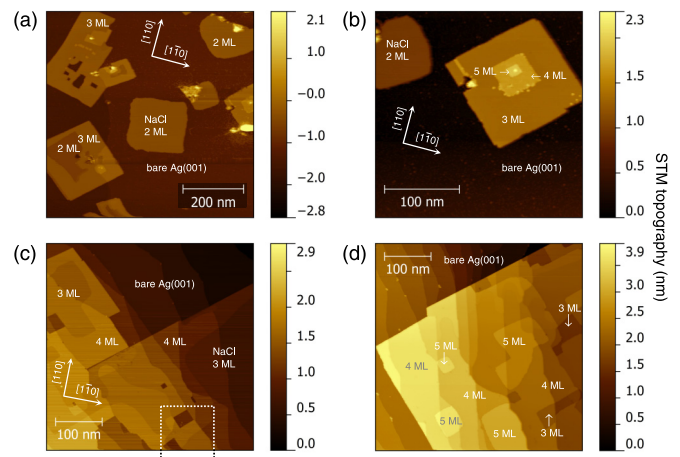 (a)
3 ML
[110]
[11̄0]
2 ML
NaCl
2 ML
3 ML
2 ML
bare Ag(001)
200 nm
2.1
1.0
0.0
−1.0
−2.0
−2.8
(b)
NaCl
2 ML
5 ML
4 ML
3 ML
[110]
[11̄0]
bare Ag(001)
100 nm
2.3
1.5
1.0
0.5
0.0
STM topography (nm)
(c)
bare Ag(001)
3 ML
4 ML
4 ML
NaCl
3 ML
[110]
[11̄0]
100 nm
2.9
2.0
1.5
1.0
0.5
0.0
(d)
bare Ag(001)
100 nm
3 ML
5 ML
5 ML
4 ML
4 ML
4 ML
5 ML
5 ML
3 ML
3.9
3.0
2.5
2.0
1.5
1.0
0.0